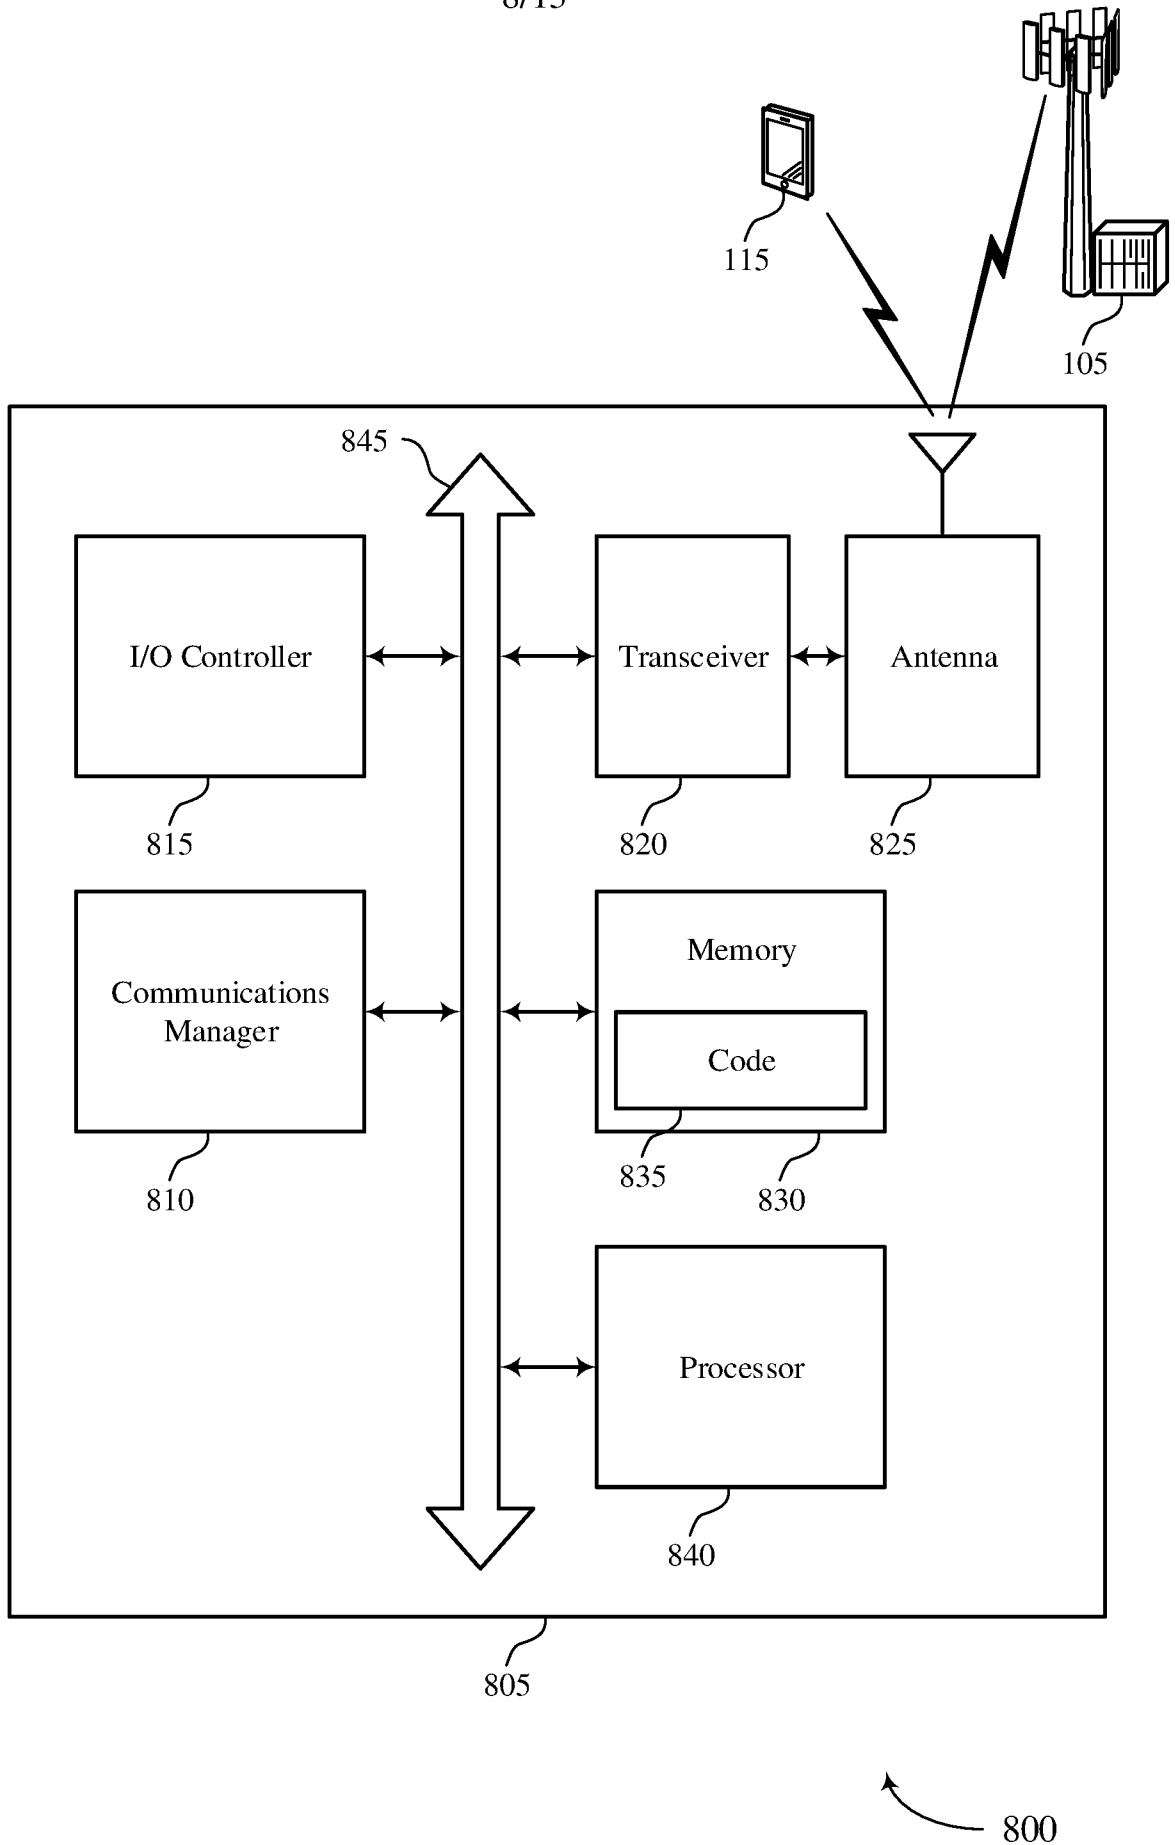 115
105
845
I/O Controller
Transceiver
Antenna
815
820
825
Communications
Manager
Memory
Code
810
835
830
Processor
840
805
800